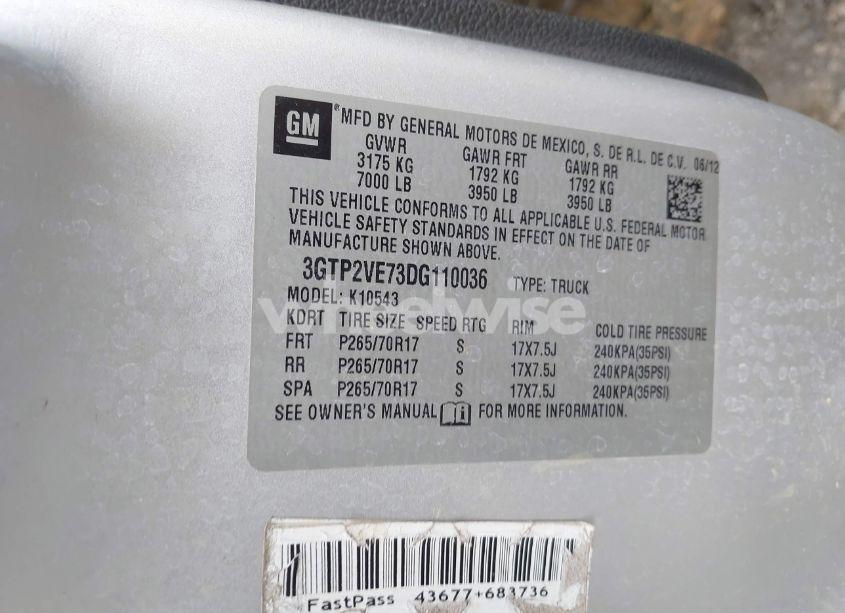 GM
® MFD BY GENERAL MOTORS DE MEXICO, S. DE R.L. DE C.V. 06/12
GVWR GAWR FRT GAWR RR
3175 KG 1792 KG 1792 KG
7000 LB 3950 LB 3950 LB
THIS VEHICLE CONFORMS TO ALL APPLICABLE U.S. FEDERAL MOTOR
VEHICLE SAFETY STANDARDS IN EFFECT ON THE DATE OF
MANUFACTURE SHOWN ABOVE.
3GTP2VE73DG110036 TYPE: TRUCK
MODEL: K10543
wheelwise
KDRT TIRE SIZE SPEED RTG RIM COLD TIRE PRESSURE
FRT P265/70R17 S 17X7.5J 240KPA(35PSI)
RR P265/70R17 S 17X7.5J 240KPA(35PSI)
SPA P265/70R17 S 17X7.5J 240KPA(35PSI)
SEE OWNER'S MANUAL FOR MORE INFORMATION.
FastPass 43677+683736